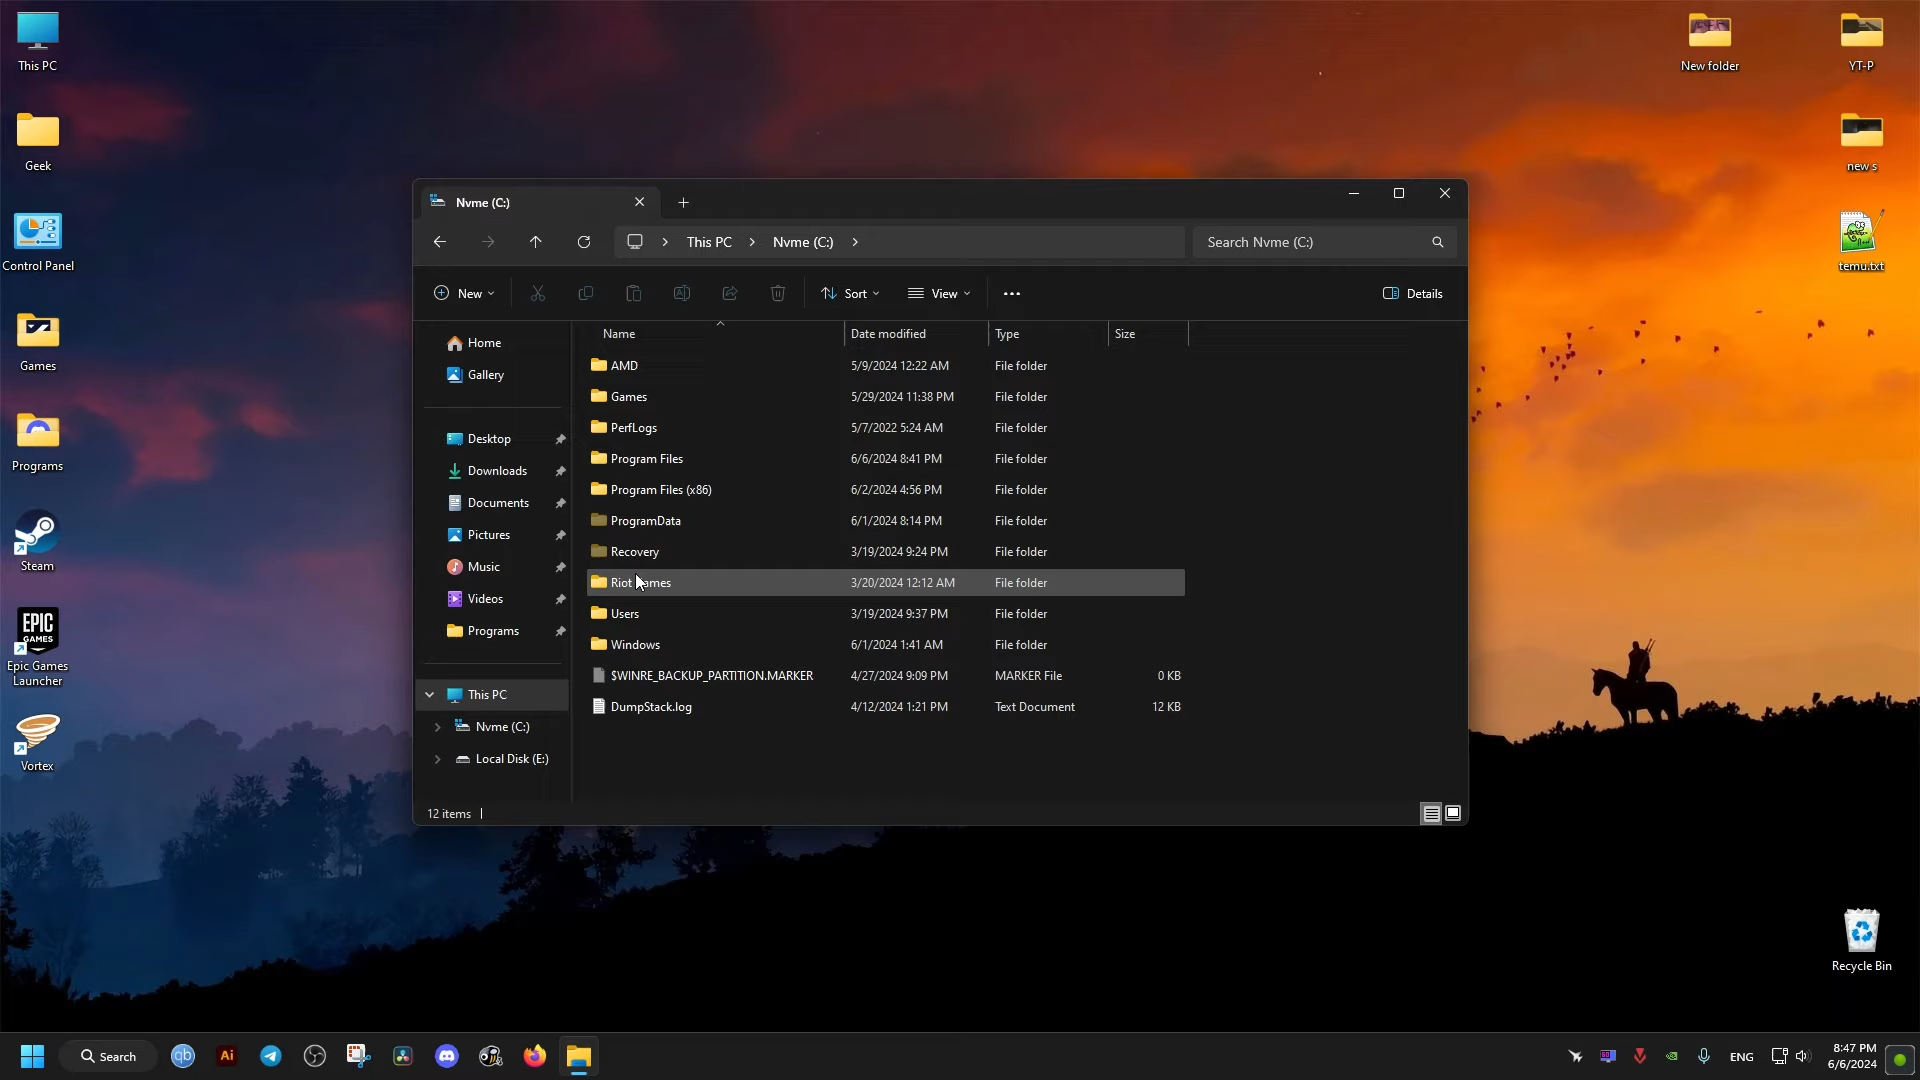 This PC
Geek
Control Panel
Games
Programs
Steam
EPIC
GAMES
Epic Games
Launcher
Vortex
New folder
YT-P
new s
temu.txt
Recycle Bin
Nvme (C:)
This PC
Nvme (C:)
Search Nvme (C:)
New
Sort
View
Details
Home
Gallery
Desktop
Downloads
Documents
Pictures
Music
Videos
Programs
This PC
Nvme (C:)
Local Disk (E:)
Name Date modified Type Size
AMD 5/9/2024 12:22 AM File folder
Games 5/29/2024 11:38 PM File folder
PerfLogs 5/7/2022 5:24 AM File folder
Program Files 6/6/2024 8:41 PM File folder
Program Files (x86) 6/2/2024 4:56 PM File folder
ProgramData 6/1/2024 8:14 PM File folder
Recovery 3/19/2024 9:24 PM File folder
Riot Games 3/20/2024 12:12 AM File folder
Users 3/19/2024 9:37 PM File folder
Windows 6/1/2024 1:41 AM File folder
$WINRE_BACKUP_PARTITION.MARKER 4/27/2024 9:09 PM MARKER File 0 KB
DumpStack.log 4/12/2024 1:21 PM Text Document 12 KB
12 items
Search
qb
Ai
60
ENG
8:47 PM
6/6/2024